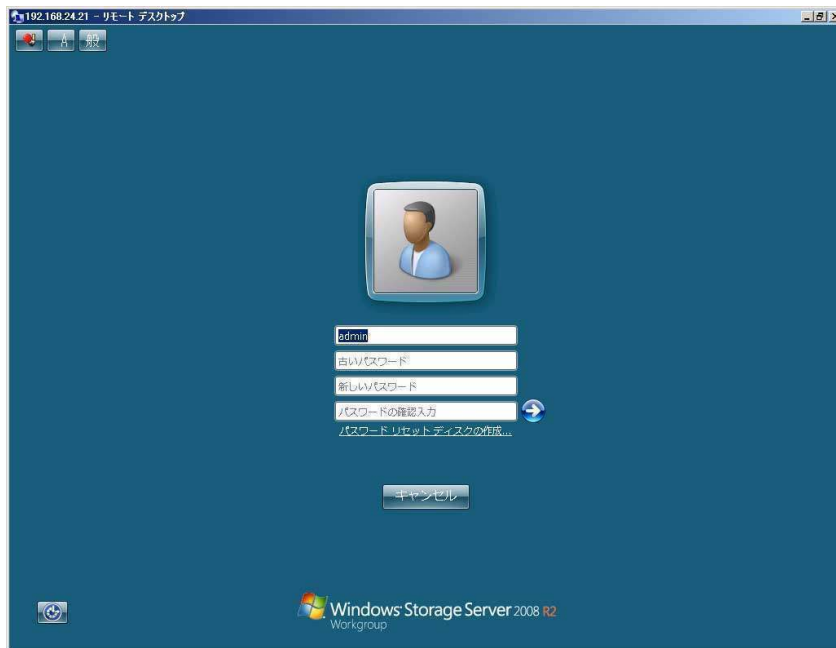 192.168.24.21 - リモート デスクトップ
A 般
admin
古いパスワード
新しいパスワード
パスワードの確認入力
パスワード リセット ディスクの作成...
キャンセル
Windows Storage Server 2008 R2
Workgroup